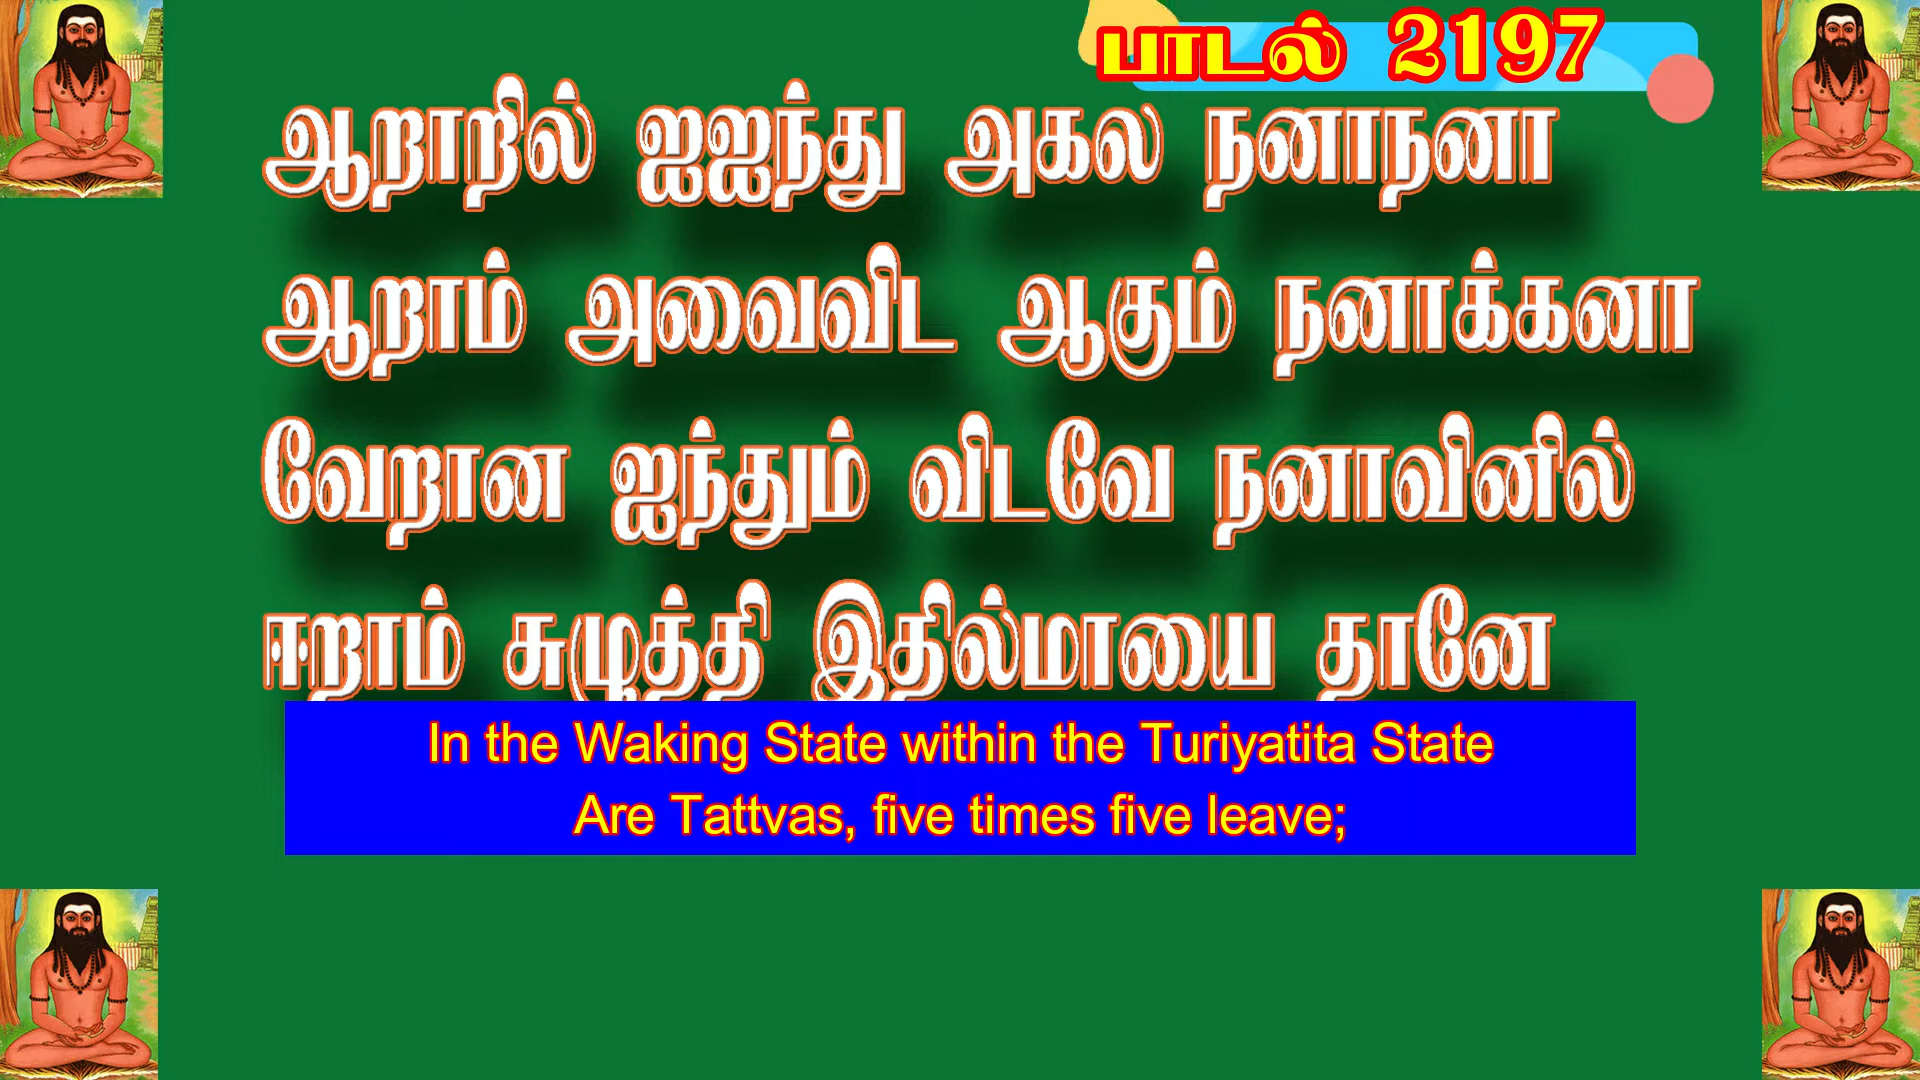 பாடல் 2197
ஆறாறில் ஐஐந்து அகல நனாநனா
ஆறாம் அவைவிட ஆகும் நனாக்கனா
வேறான ஐந்தும் விடவே நனாவினில்
ஈறாம் சுழுத்தி இதில்மாயை தானே
In the Waking State within the Turiyatita State
Are Tattvas, five times five leave;